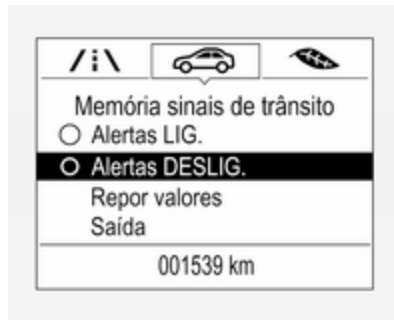 Memória sinais de trânsito
Alertas LIG.
Alertas DESLIG.
Repor valores
Saída
001539 km